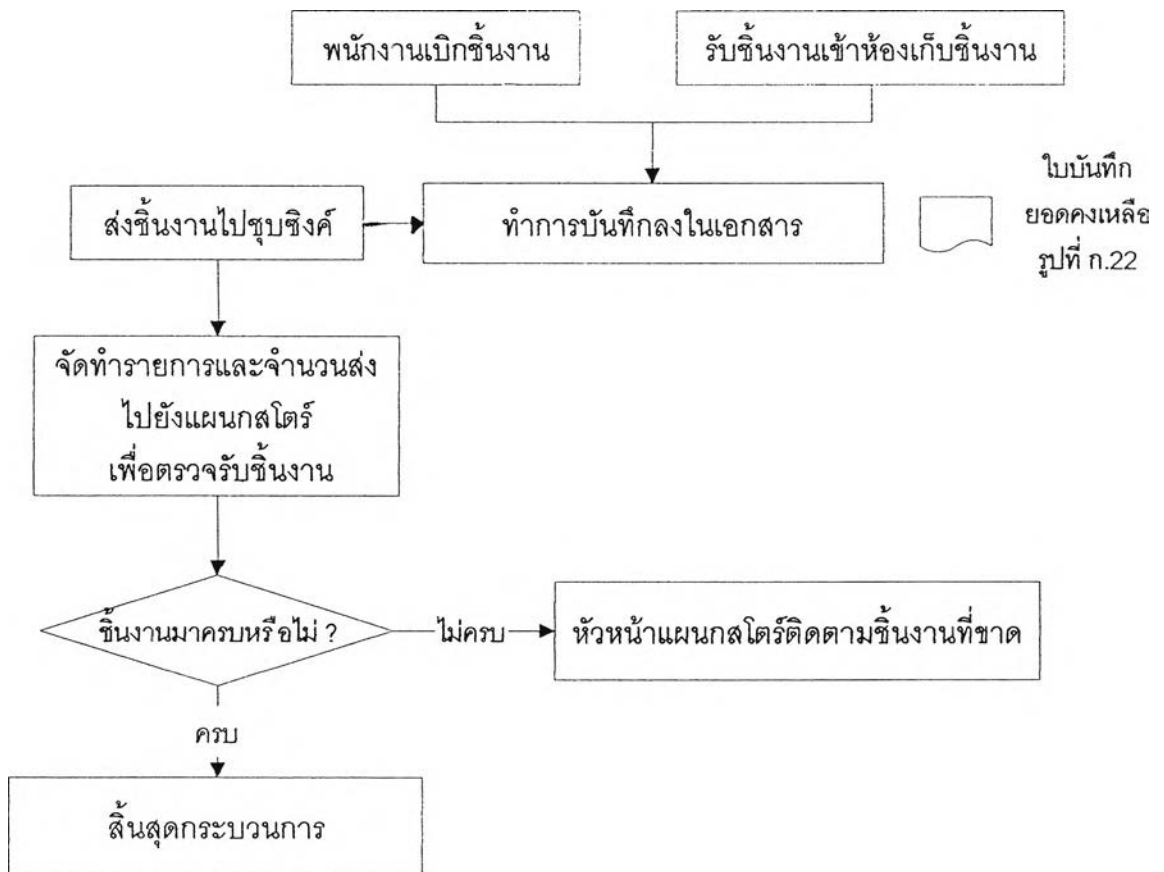 พนักงานเบิกชิ้นงาน
รับชิ้นงานเข้าห้องเก็บชิ้นงาน
ส่งชิ้นงานไปชุบซิงค์
ทำการบันทึกลงในเอกสาร
ใบบันทึก
ยอดคงเหลือ
รูปที่ ก.22
จัดทำรายการและจำนวนส่ง
ไปยังแผนกสโตร์
เพื่อตรวจรับชิ้นงาน
ชิ้นงานมาครบหรือไม่ ?
ไม่ครบ
หัวหน้าแผนกสโตร์ติดตามชิ้นงานที่ขาด
ครบ
สิ้นสุดกระบวนการ